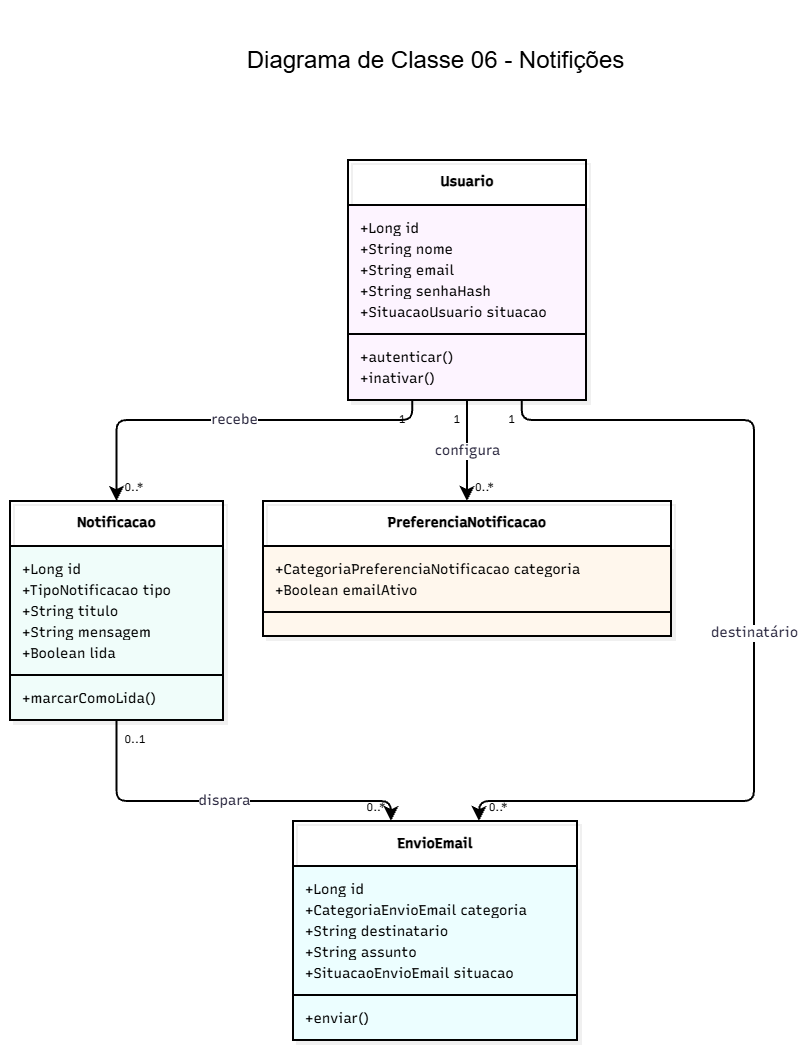 Diagrama de Classe 06 - Notifições
Usuario
+Long id
+String nome
+String email
+String senhaHash
+SituacaoUsuario situacao
+autenticar()
+inativar()
recebe
1
1
1
configura
0..*
0..*
Notificacao
+Long id
+TipoNotificacao tipo
+String titulo
+String mensagem
+Boolean lida
+marcarComoLida()
PreferenciaNotificacao
+CategoriaPreferenciaNotificacao categoria
+Boolean emailAtivo
destinatário
0..1
dispara
0..*
0..*
EnvioEmail
+Long id
+CategoriaEnvioEmail categoria
+String destinatario
+String assunto
+SituacaoEnvioEmail situacao
+enviar()